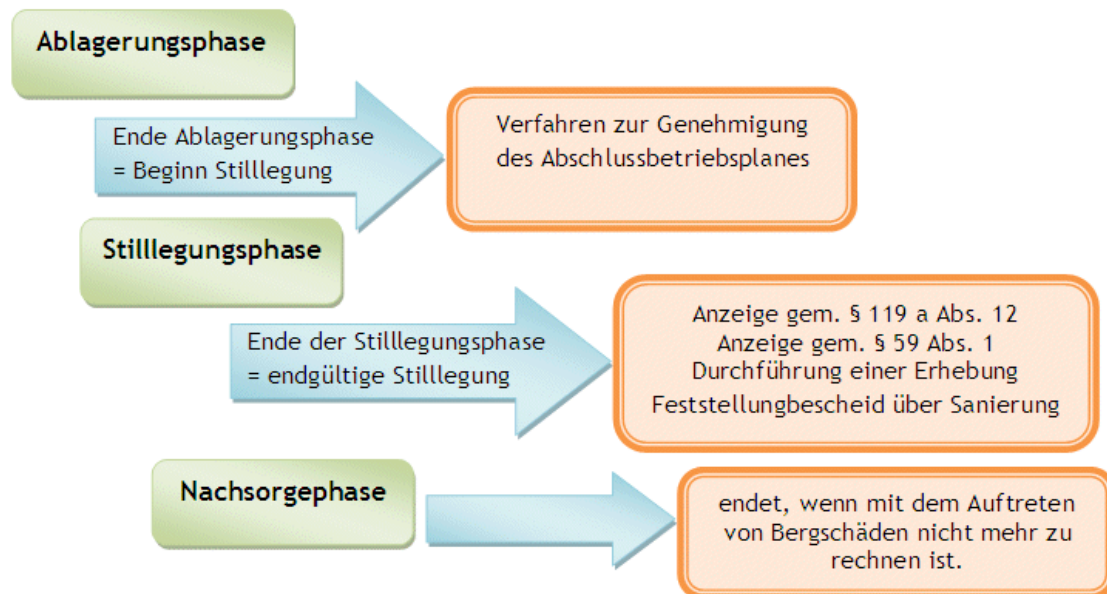 Ablagerungsphase
Ende Ablagerungsphase
= Beginn Stilllegung
Verfahren zur Genehmigung
des Abschlussbetriebsplanes
Stilllegungsphase
Ende der Stilllegungsphase
= endgültige Stilllegung
Anzeige gem. § 119 a Abs. 12
Anzeige gem. § 59 Abs. 1
Durchführung einer Erhebung
Feststellungbescheid über Sanierung
Nachsorgephase
endet, wenn mit dem Auftreten
von Bergschäden nicht mehr zu
rechnen ist.